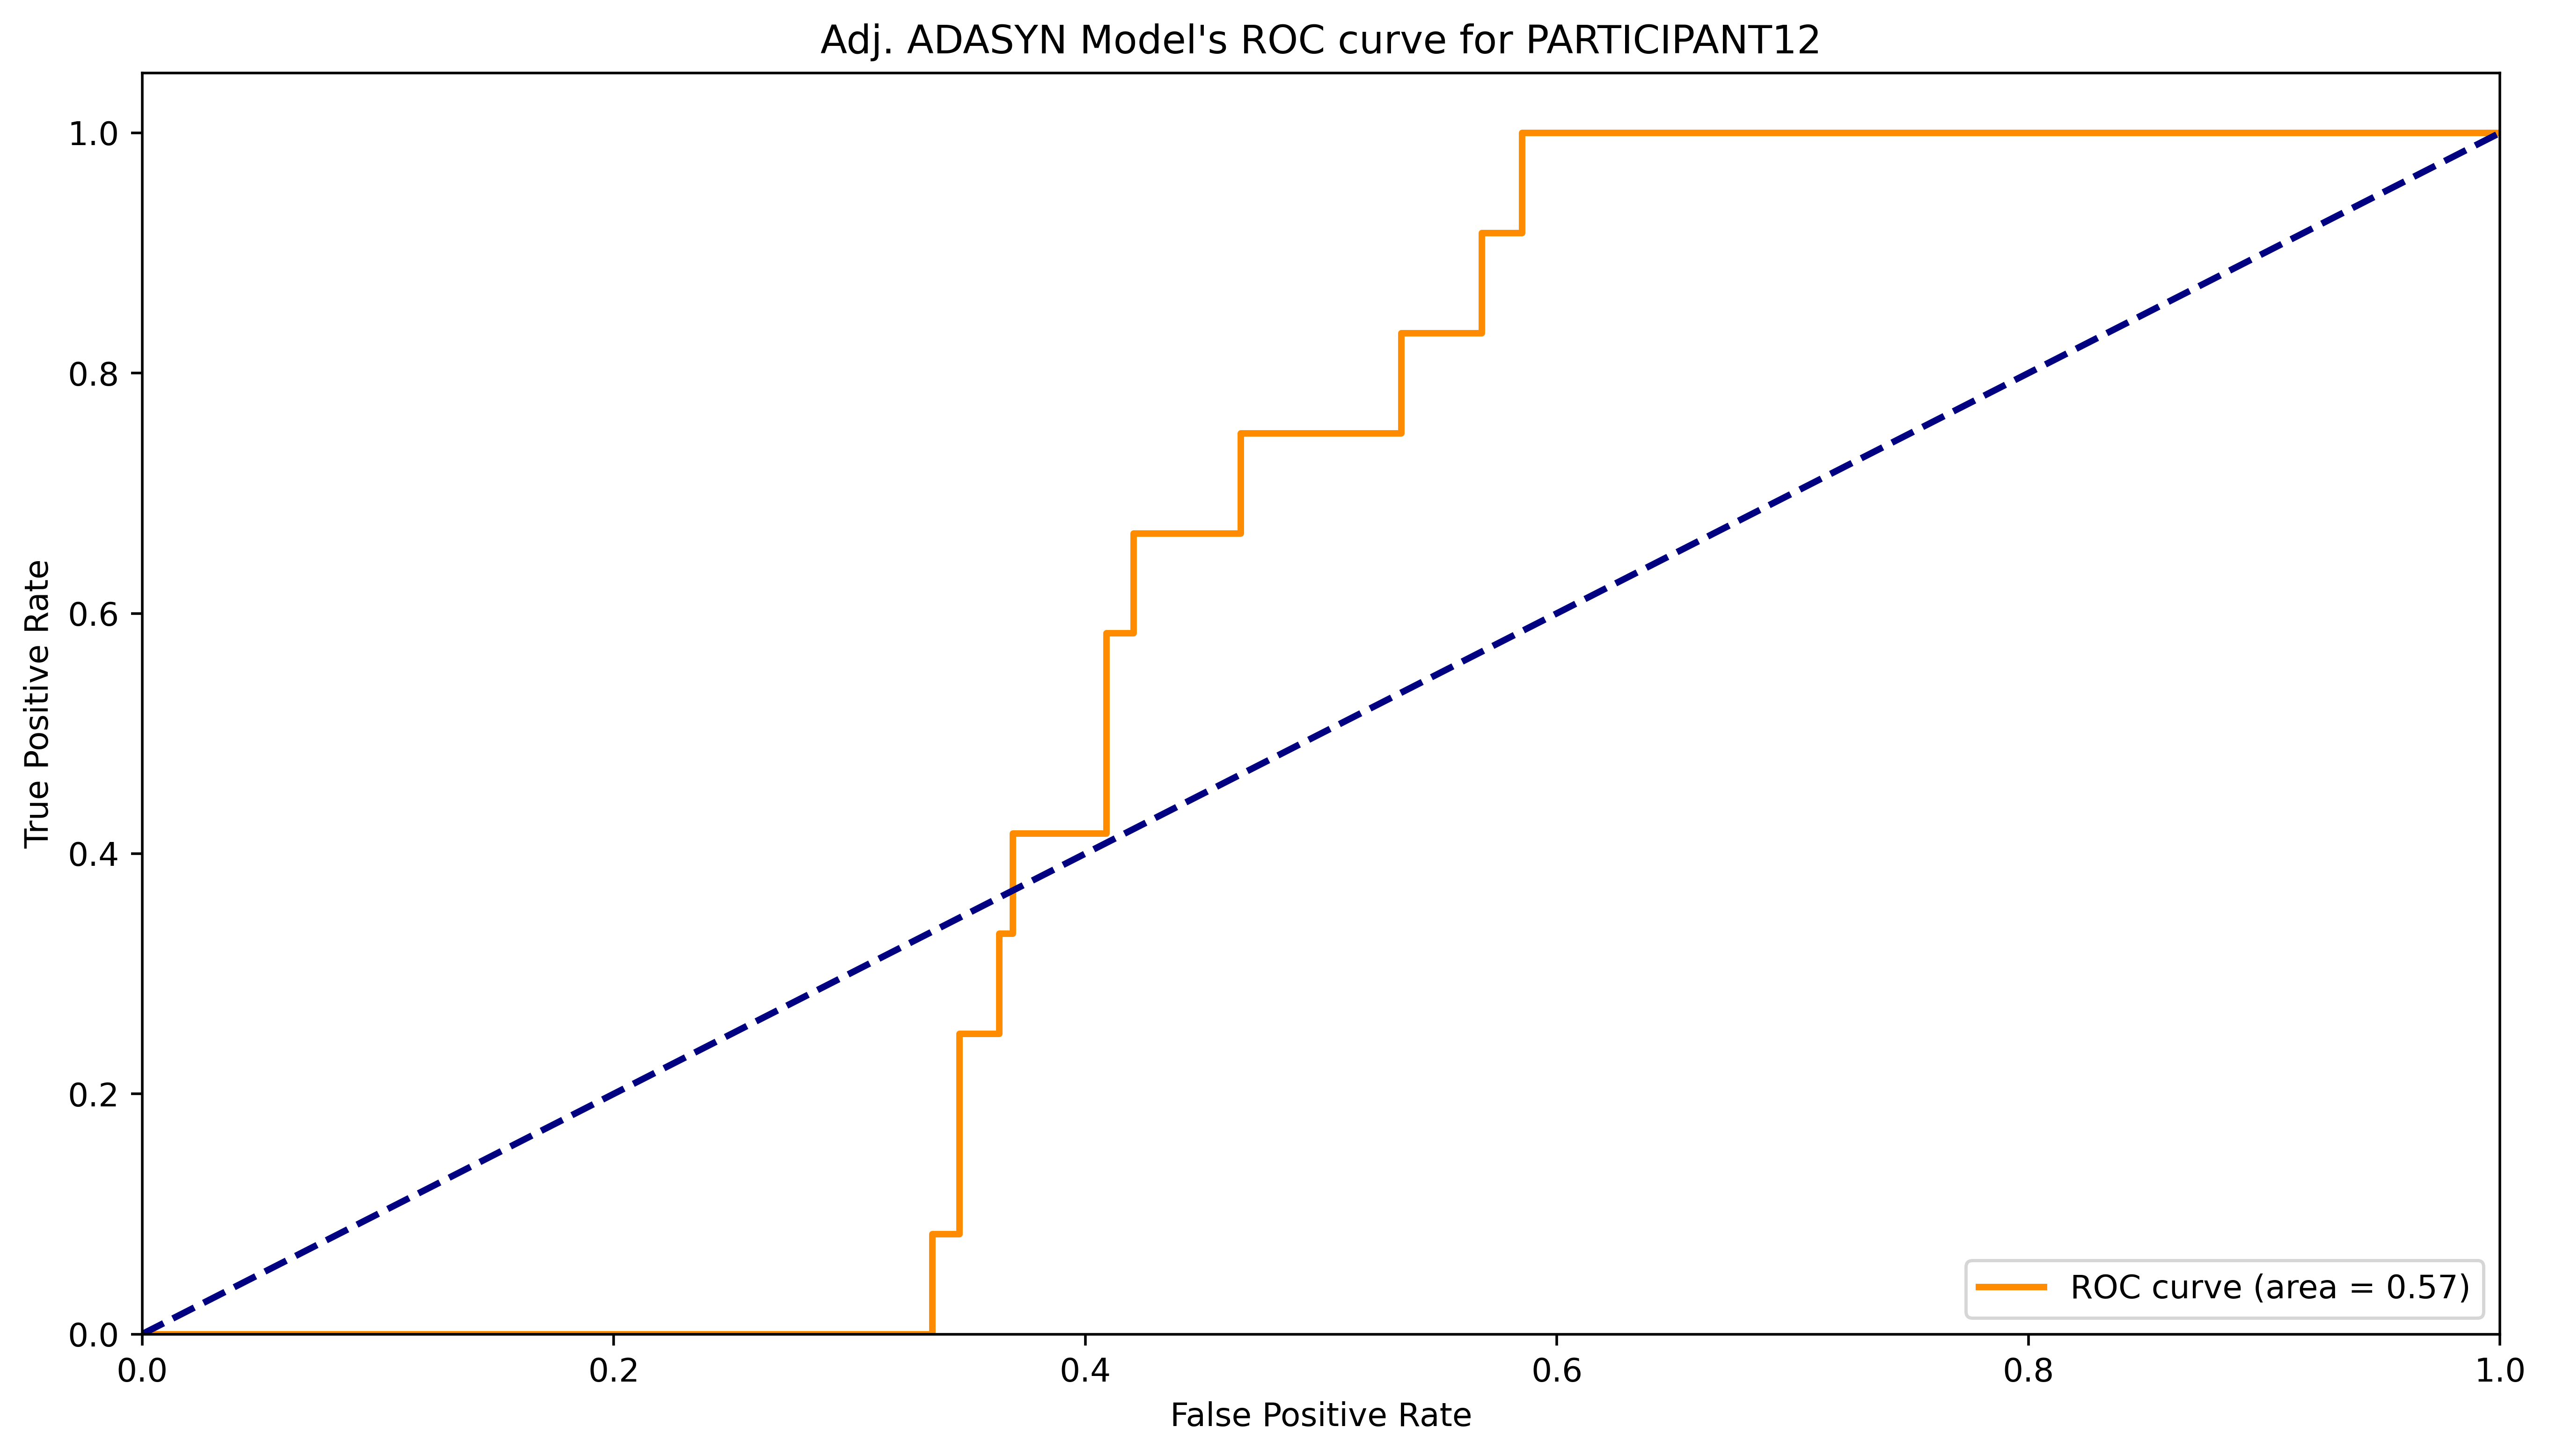 Adj. ADASYN Model's ROC curve for PARTICIPANT12
1.0
0.8
0.6
0.4
0.2
0.0
True Positive Rate
0.0 0.2 0.4 0.6 0.8 1.0
False Positive Rate
ROC curve (area = 0.57)